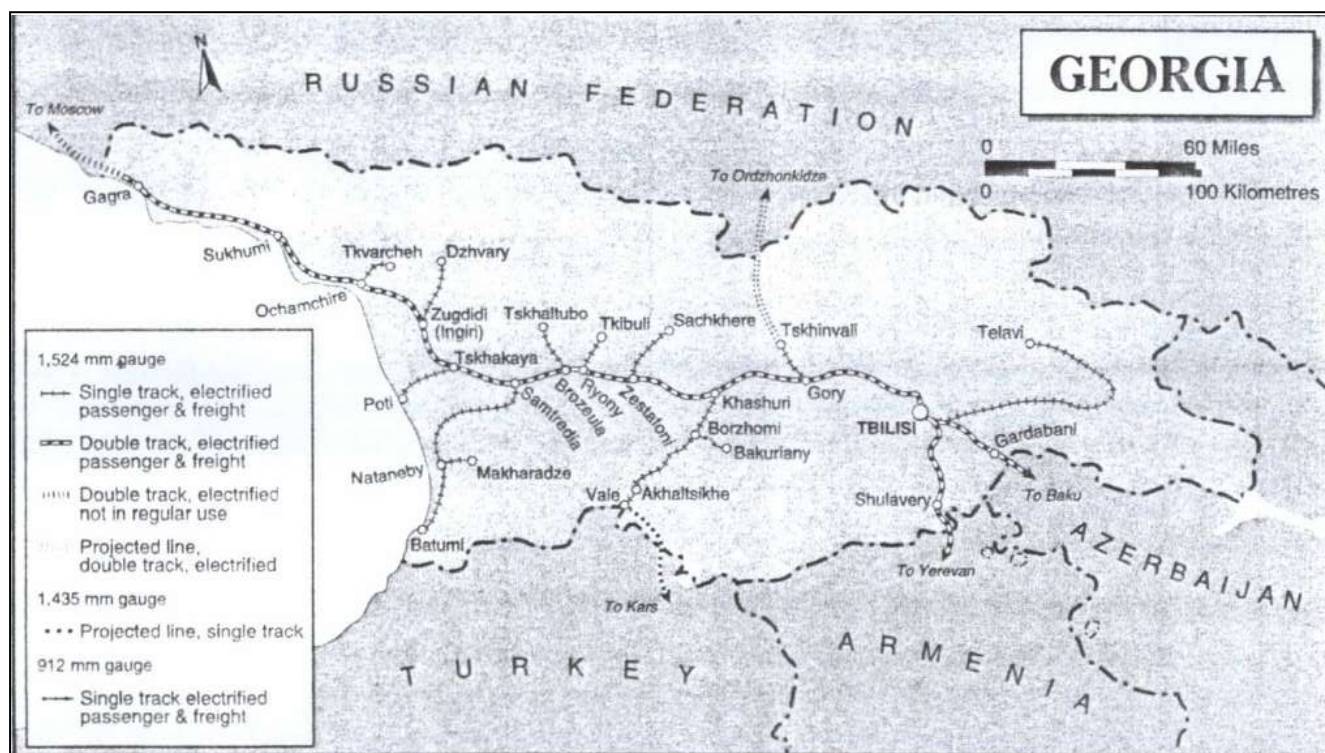 GEORGIA
N
RUSSIAN FEDERATION
0 60 Miles
0 100 Kilometres
To Moscow
To Ordzhonkidze
Gagra
Sukhumi
Tkvarcheh
Dzhvary
Ochamchire
Zugdidi
(Ingiri)
Tskhaltubo
Tkibuli
Sachkhere
Tskhinvali
Telavi
Tskhakaya
Poti
Samtredia
Brozeula
Ryony
Zestafoni
Khashuri
Gory
TBILISI
Gardabani
Borzhomi
Bakuriany
Nataneby
Makharadze
Vale
Akhaltsikhe
Shulavery
To Baku
Batumi
To Yerevan
To Kars
AZERBAIJAN
ARMENIA
TURKEY
1,524 mm gauge
Single track, electrified
passenger & freight
Double track, electrified
passenger & freight
Double track, electrified
not in regular use
Projected line,
double track, electrified
1,435 mm gauge
Projected line, single track
912 mm gauge
Single track electrified
passenger & freight